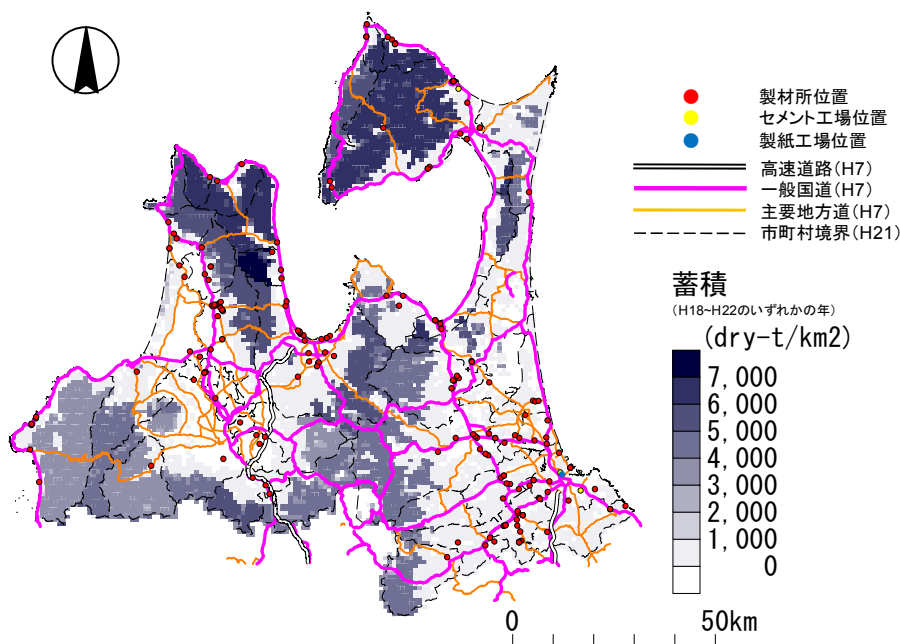 製材所位置
セメント工場位置
製紙工場位置
高速道路(H7)
一般国道(H7)
主要地方道(H7)
市町村境界(H21)
蓄積
(H18~H22のいずれかの年)
(dry-t/km2)
7,000
6,000
5,000
4,000
3,000
2,000
1,000
0
0 50km